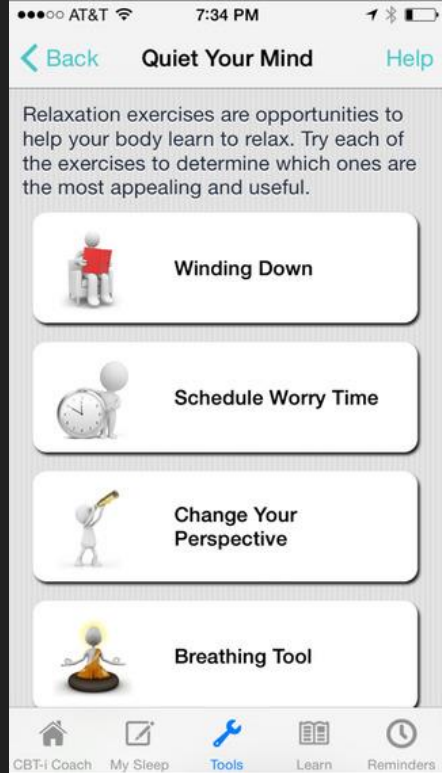 AT&T 7:34 PM
Back Quiet Your Mind Help
Relaxation exercises are opportunities to
help your body learn to relax. Try each of
the exercises to determine which ones are
the most appealing and useful.
Winding Down
Schedule Worry Time
Change Your
Perspective
Breathing Tool
CBT-i Coach My Sleep Tools Learn Reminders